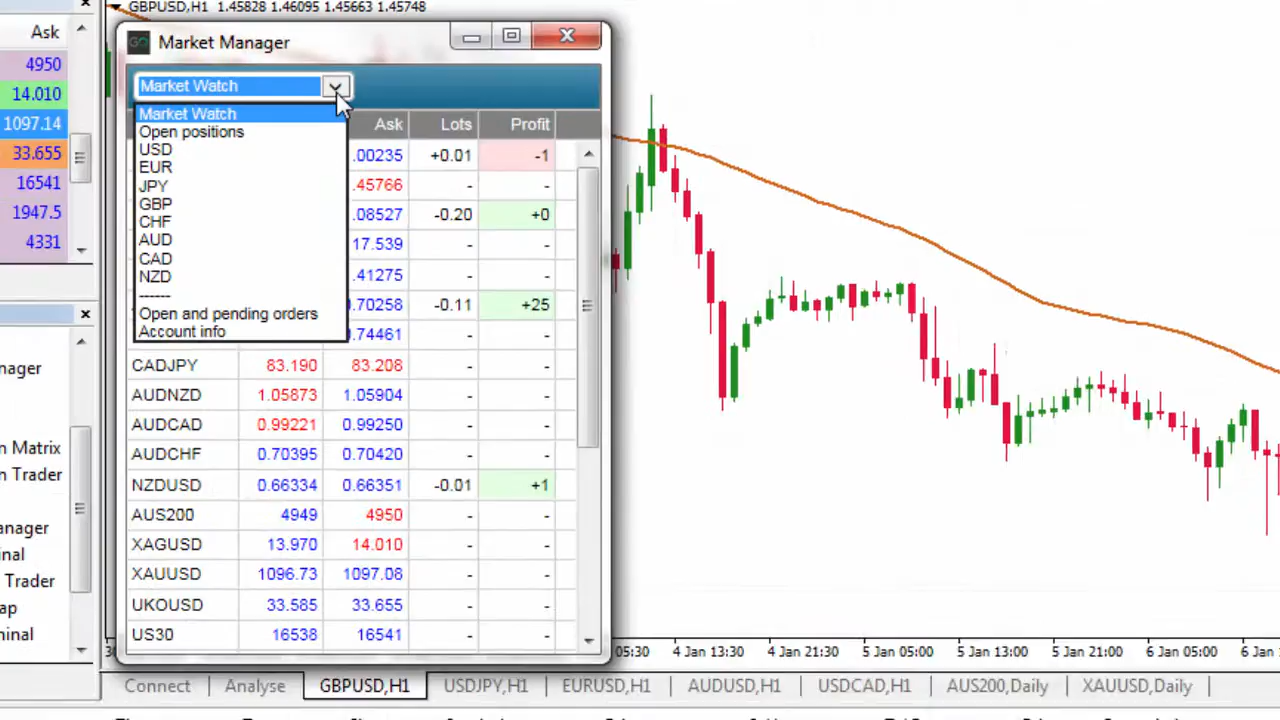 GBPUSD,H1 1.45828 1.46095 1.45663 1.45748
Ask
4950
14.010
1097.14
33.655
16541
1947.5
4331
Market Manager
Market Watch
Market Watch
Open positions
USD
EUR
JPY
GBP
CHF
AUD
CAD
NZD
------
Open and pending orders
Account info
Ask Lots Profit
.00235 +0.01 -1
.45766 - -
.08527 -0.20 +0
17.539 - -
.41275 - -
.70258 -0.11 +25
.74461 - -
CADJPY 83.190 83.208 - -
AUDNZD 1.05873 1.05904 - -
AUDCAD 0.99221 0.99250 - -
AUDCHF 0.70395 0.70420 - -
NZDUSD 0.66334 0.66351 -0.01 +1
AUS200 4949 4950 - -
XAGUSD 13.970 14.010 - -
XAUUSD 1096.73 1097.08 - -
UKOUSD 33.585 33.655 - -
US30 16538 16541 - -
nager
n Matrix
n Trader
anager
inal
Trader
ap
minal
05:30 4 Jan 13:30 4 Jan 21:30 5 Jan 05:00 5 Jan 13:00 5 Jan 21:00 6 Jan 05:00 6 Jan
Connect Analyse GBPUSD,H1 USDJPY,H1 EURUSD,H1 AUDUSD,H1 USDCAD,H1 AUS200,Daily XAUUSD,Daily